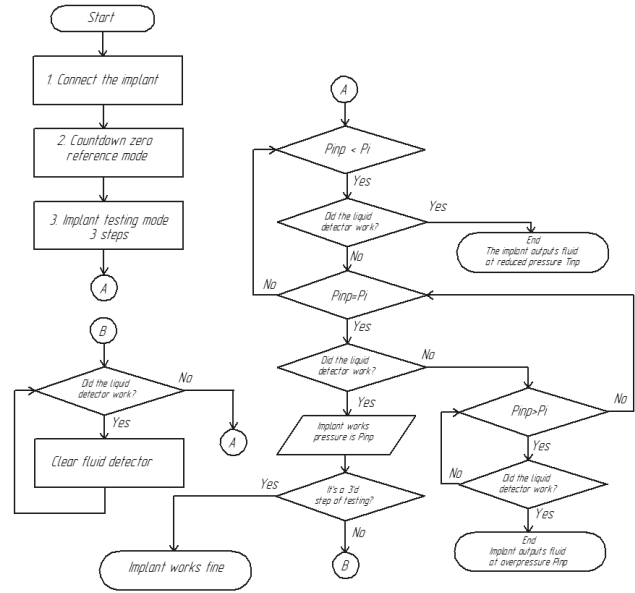 Start
1. Connect the implant
2. Countdown zero
reference mode
3. Implant testing mode
3 steps
A
B
Did the liquid
detector work?
No
Yes
A
Clear fluid detector
A
Pinp < Pi
Yes
Did the liquid
detector work?
Yes
End
The implant outputs fluid
at reduced pressure Tinp
No
No
Pinp=Pi
Yes
Did the liquid
detector work?
No
Yes
Implant works
pressure is Pinp
Pinp>Pi
No
Yes
It's a 3'd
step of testing?
Yes
No
Did the liquid
detector work?
No
Yes
Implant works fine
B
End
Implant outputs fluid
at overpressure Pinp